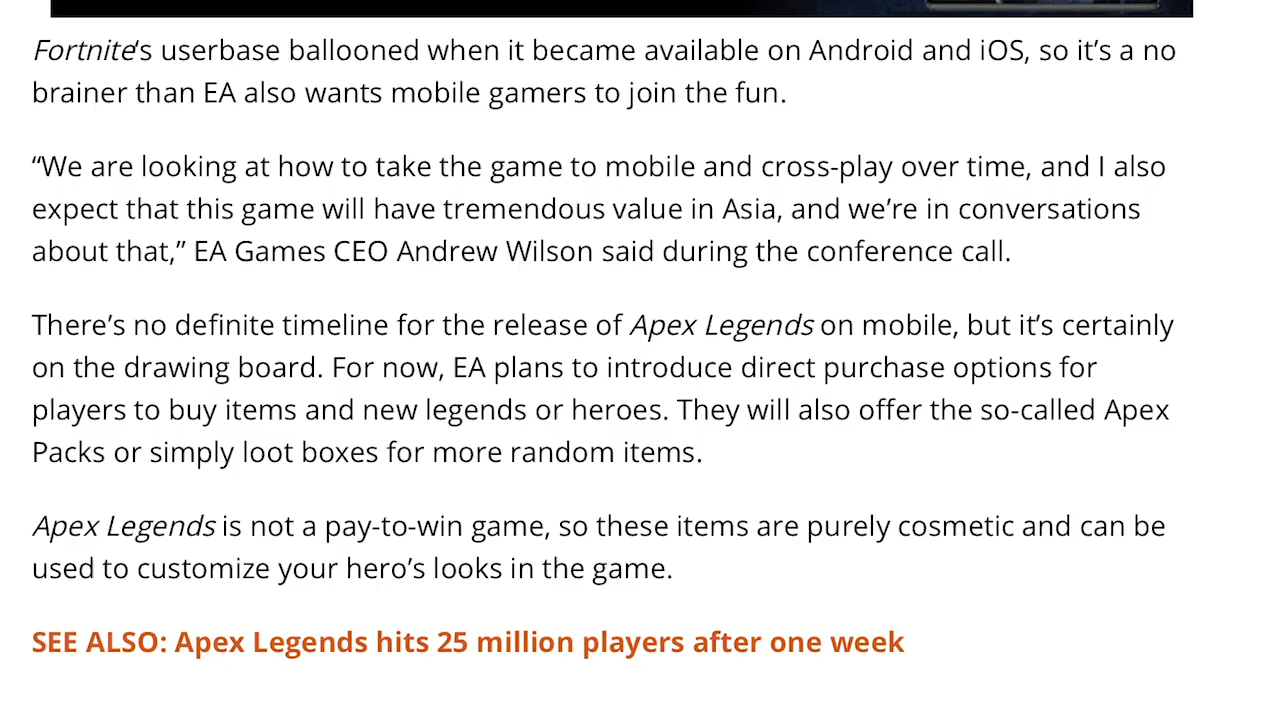 Fortnite's userbase ballooned when it became available on Android and iOS, so it’s a no
brainer than EA also wants mobile gamers to join the fun.
“We are looking at how to take the game to mobile and cross-play over time, and I also
expect that this game will have tremendous value in Asia, and we’re in conversations
about that,” EA Games CEO Andrew Wilson said during the conference call.
There’s no definite timeline for the release of Apex Legends on mobile, but it’s certainly
on the drawing board. For now, EA plans to introduce direct purchase options for
players to buy items and new legends or heroes. They will also offer the so-called Apex
Packs or simply loot boxes for more random items.
Apex Legends is not a pay-to-win game, so these items are purely cosmetic and can be
used to customize your hero’s looks in the game.
SEE ALSO: Apex Legends hits 25 million players after one week